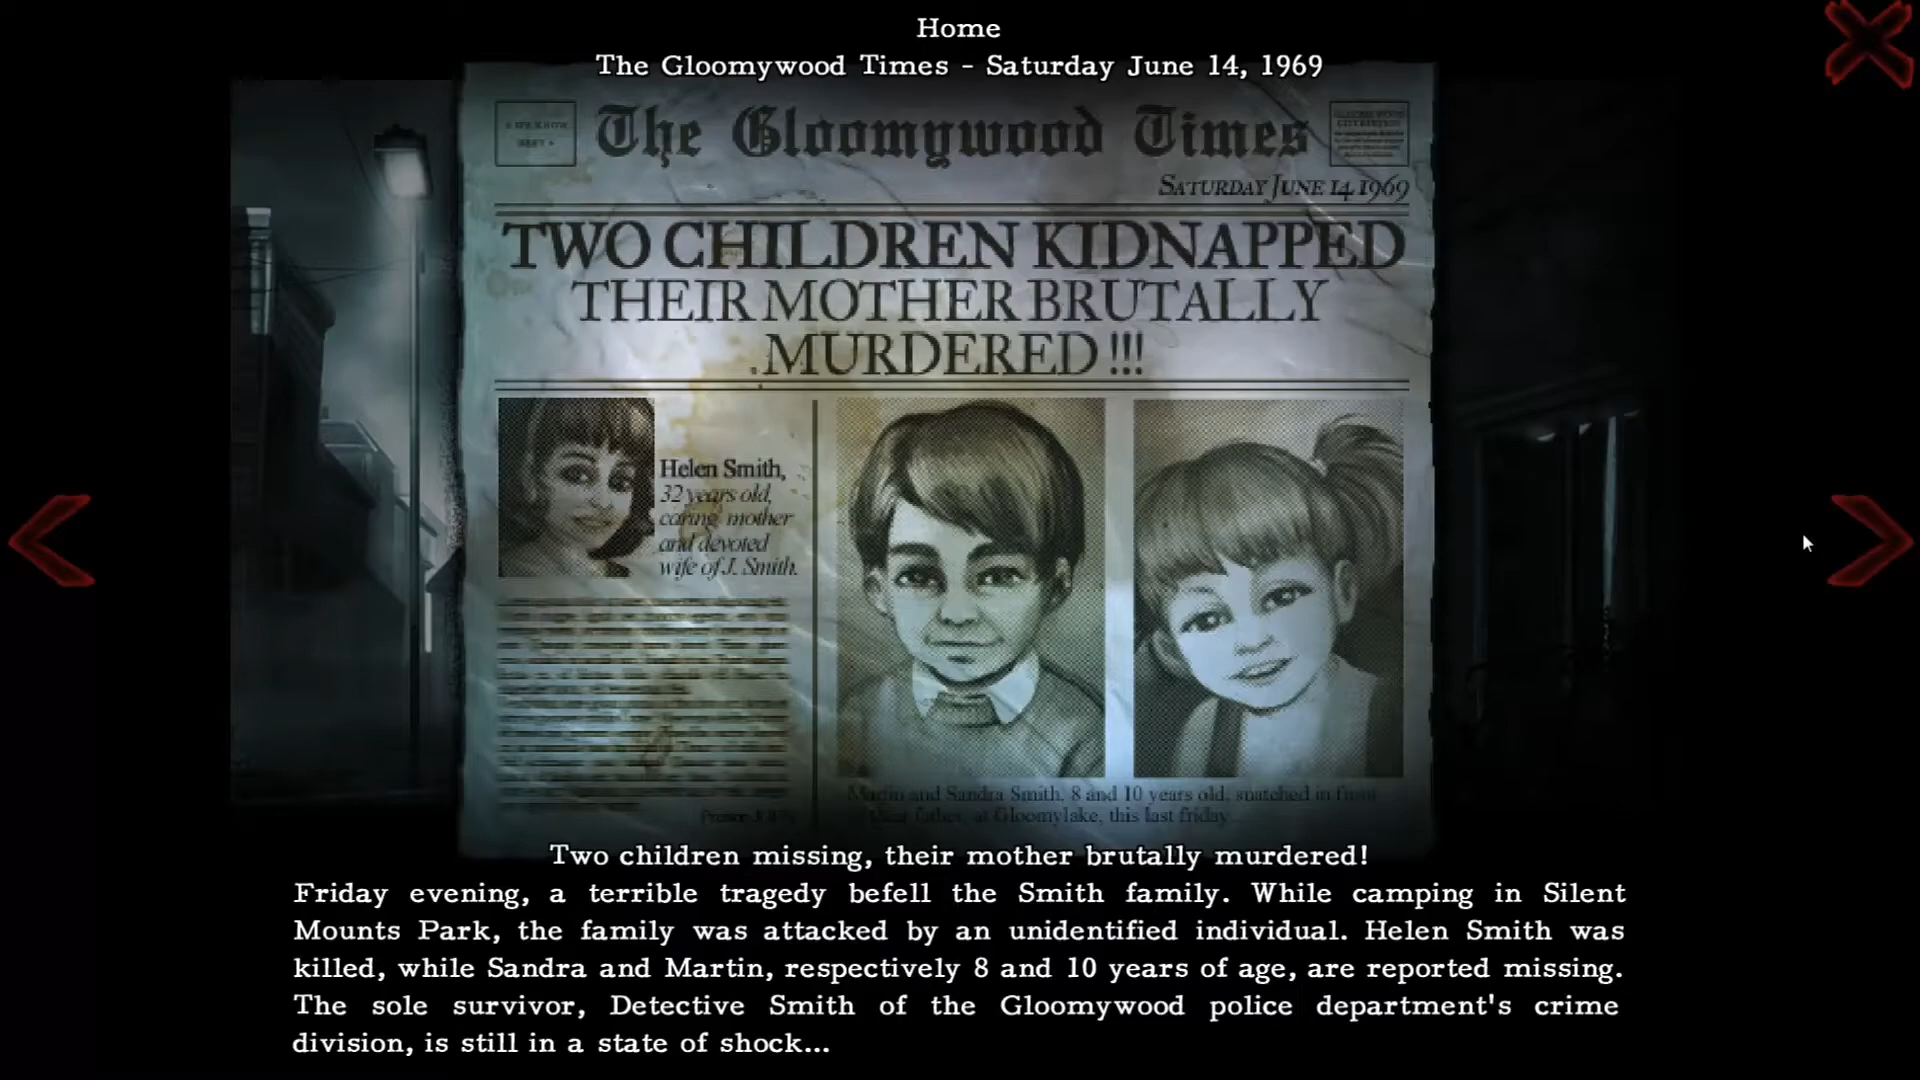 Home
The Gloomywood Times - Saturday June 14, 1969
The Gloomywood Times
SATURDAY JUNE 14 1969
TWO CHILDREN KIDNAPPED
THEIR MOTHER BRUTALLY
MURDERED !!!
Helen Smith,
32 years old,
caring mother
and devoted
wife of J. Smith.
Martin and Sandra Smith, 8 and 10 years old, snatched in front
their father, at Gloomylake, this last friday
Two children missing, their mother brutally murdered!
Friday evening, a terrible tragedy befell the Smith family. While camping in Silent
Mounts Park, the family was attacked by an unidentified individual. Helen Smith was
killed, while Sandra and Martin, respectively 8 and 10 years of age, are reported missing.
The sole survivor, Detective Smith of the Gloomywood police department's crime
division, is still in a state of shock...